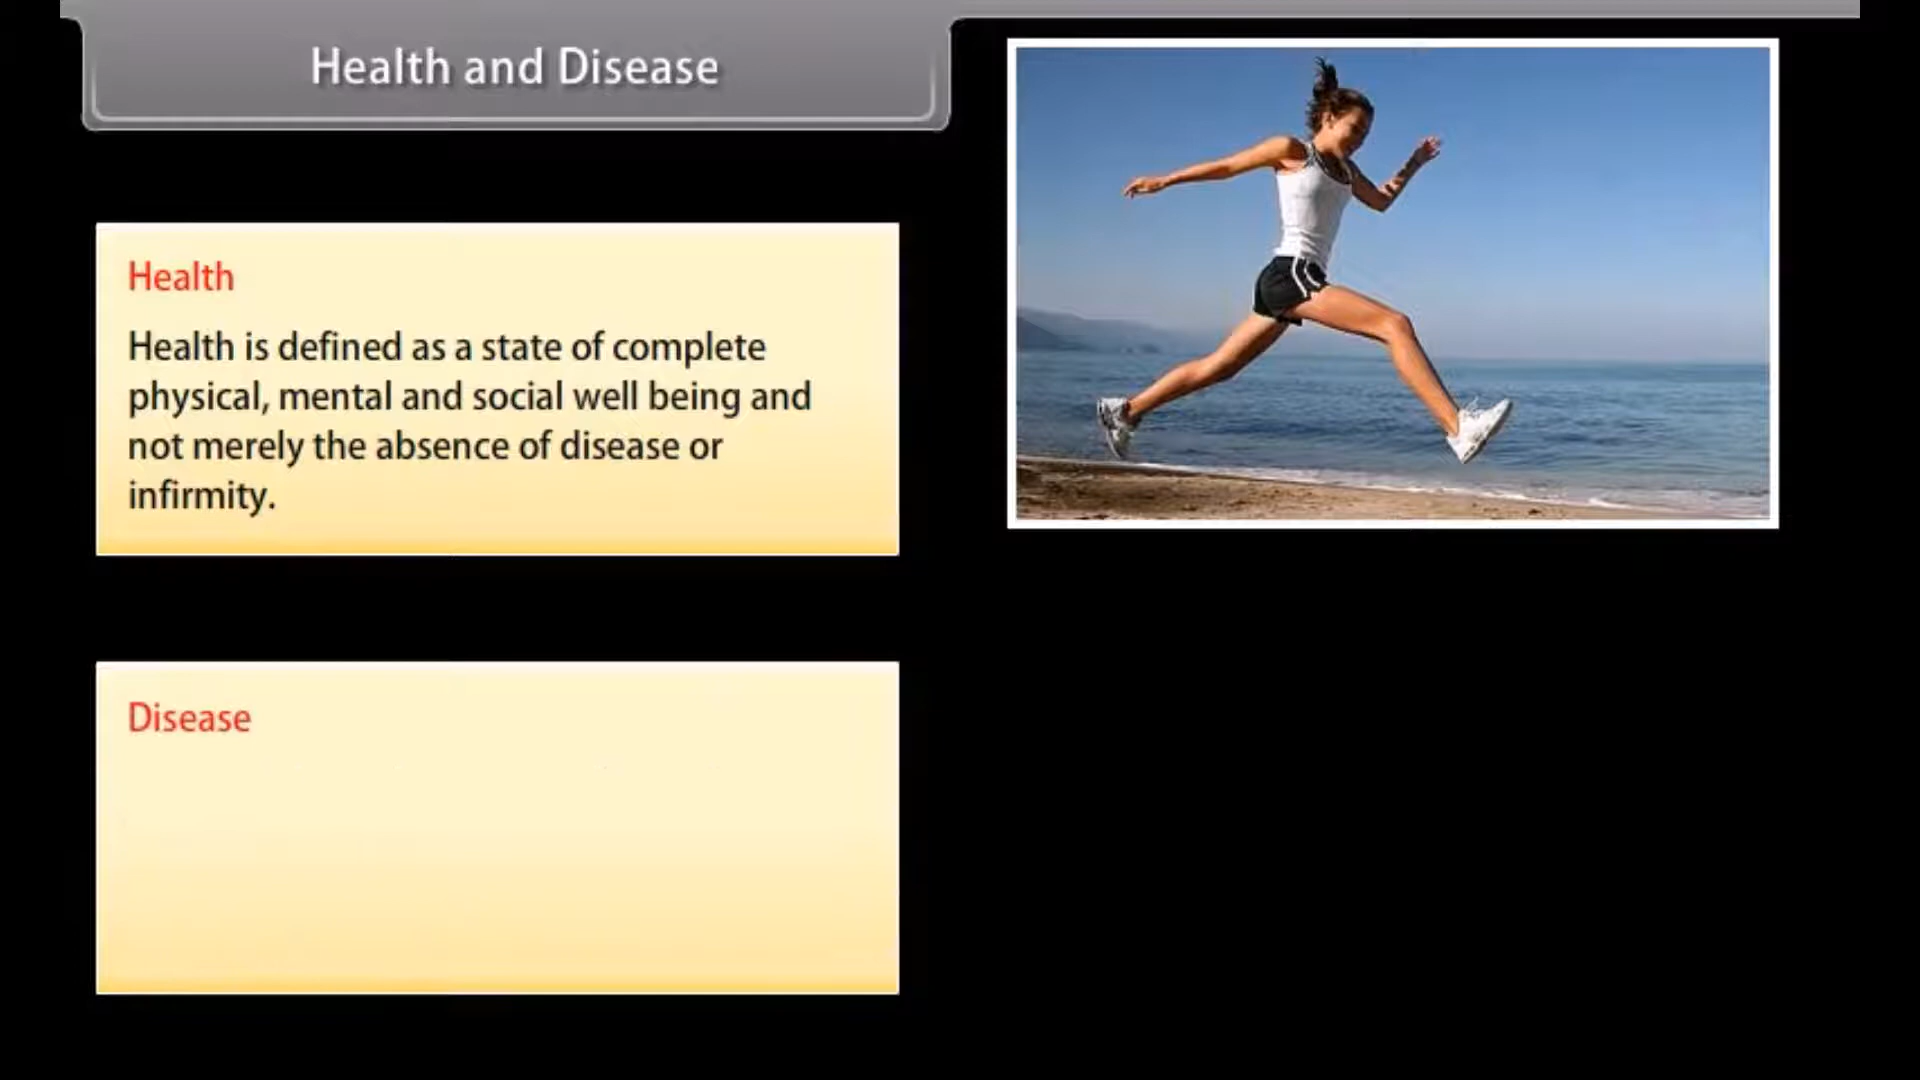 Health and Disease
Health
Health is defined as a state of complete
physical, mental and social well being and
not merely the absence of disease or
infirmity.
Disease